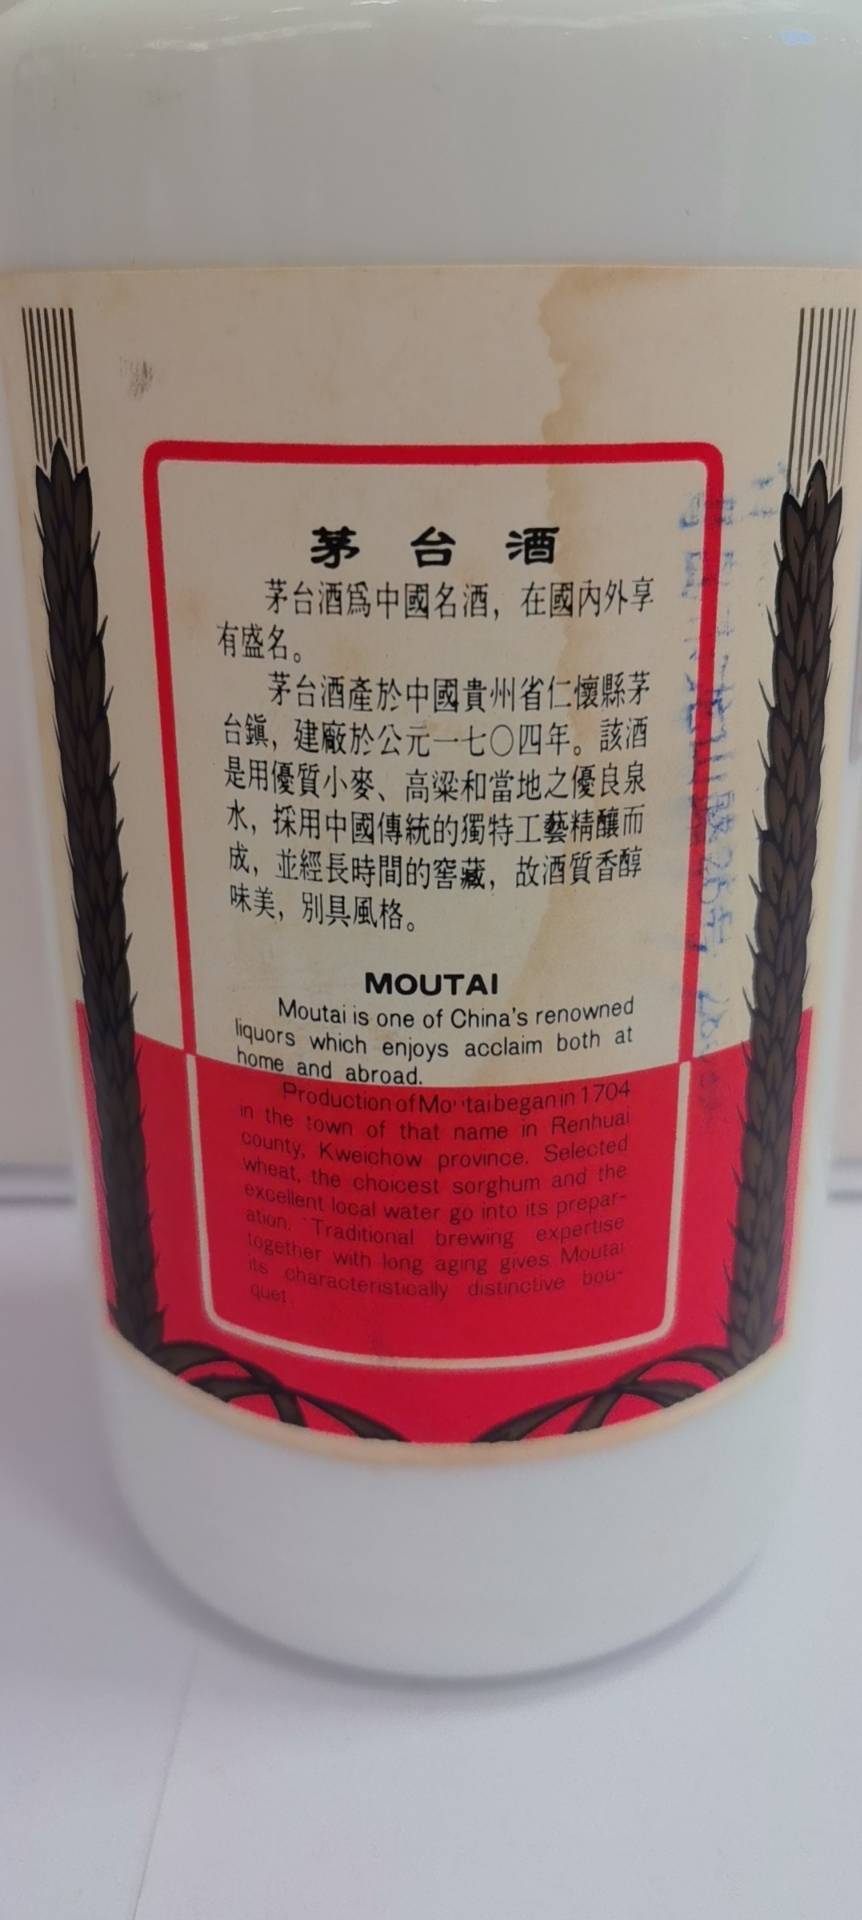 茅台酒
茅台酒爲中國名酒，在國內外享
有盛名。
茅台酒產於中國貴州省仁懷縣茅
台鎮，建廠於公元一七〇四年。該酒
是用優質小麥、高粱和當地之優良泉
水，採用中國傳統的獨特工藝精釀而
成，並經長時間的窖藏，故酒質香醇
味美，別具風格。
MOUTAI
Moutai is one of China's renowned
liquors which enjoys acclaim both at
home and abroad.
Production of Moutai began in 1704
in the town of that name in Renhuai
county, Kweichow province. Selected
wheat, the choicest sorghum and the
excellent local water go into its prepar-
ation. Traditional brewing expertise
together with long aging gives Moutai
its characteristically distinctive bou-
quet.